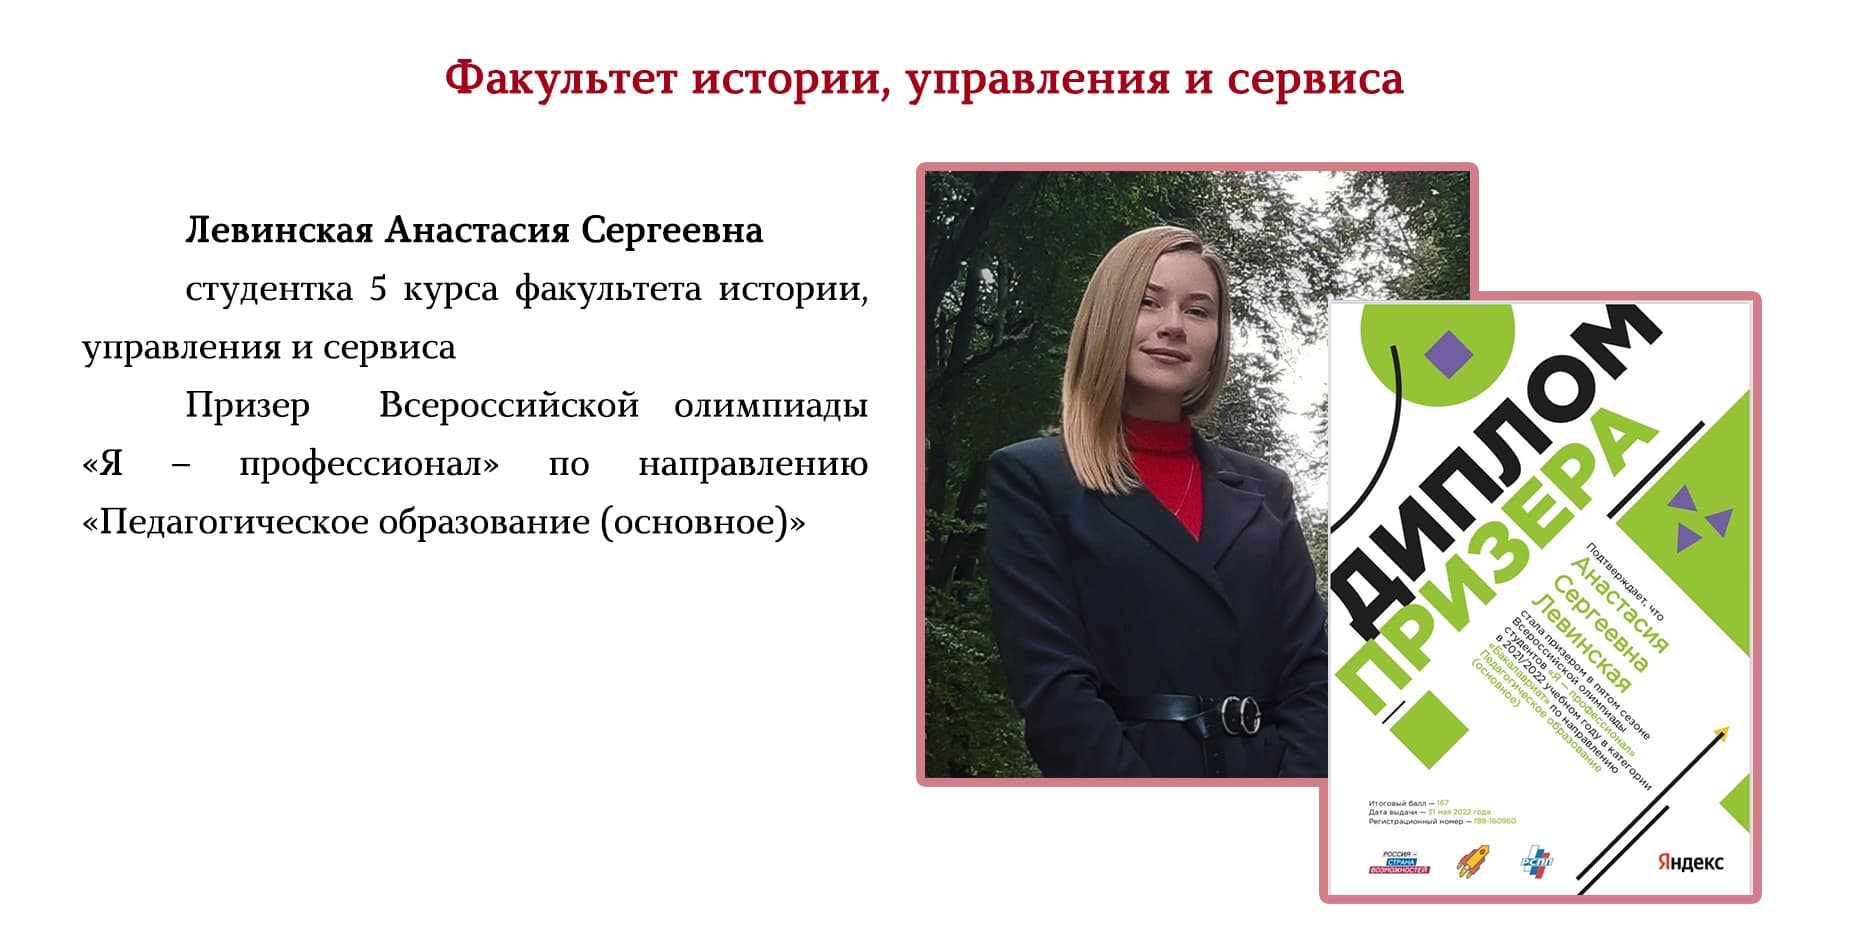 Факультет истории, управления и сервиса
Левинская Анастасия Сергеевна
студентка 5 курса факультета истории,
управления и сервиса
Призер Всероссийской олимпиады
«Я – профессионал» по направлению
«Педагогическое образование (основное)»
ДИПЛОМ
ПРИЗЕРА
Подтверждает, что
Анастасия
Сергеевна
Левинская
стала призером в пятом сезоне
Всероссийской олимпиады
студентов «Я – профессионал»
в 2021/2022 учебном году в категории
«Бакалавриат» по направлению
Педагогическое образование
(основное)
Итоговый балл — 167
Дата выдачи — 31 мая 2022 года
Регистрационный номер — f88-160960
РОССИЯ –
СТРАНА
ВОЗМОЖНОСТЕЙ
РСПП
Яндекс